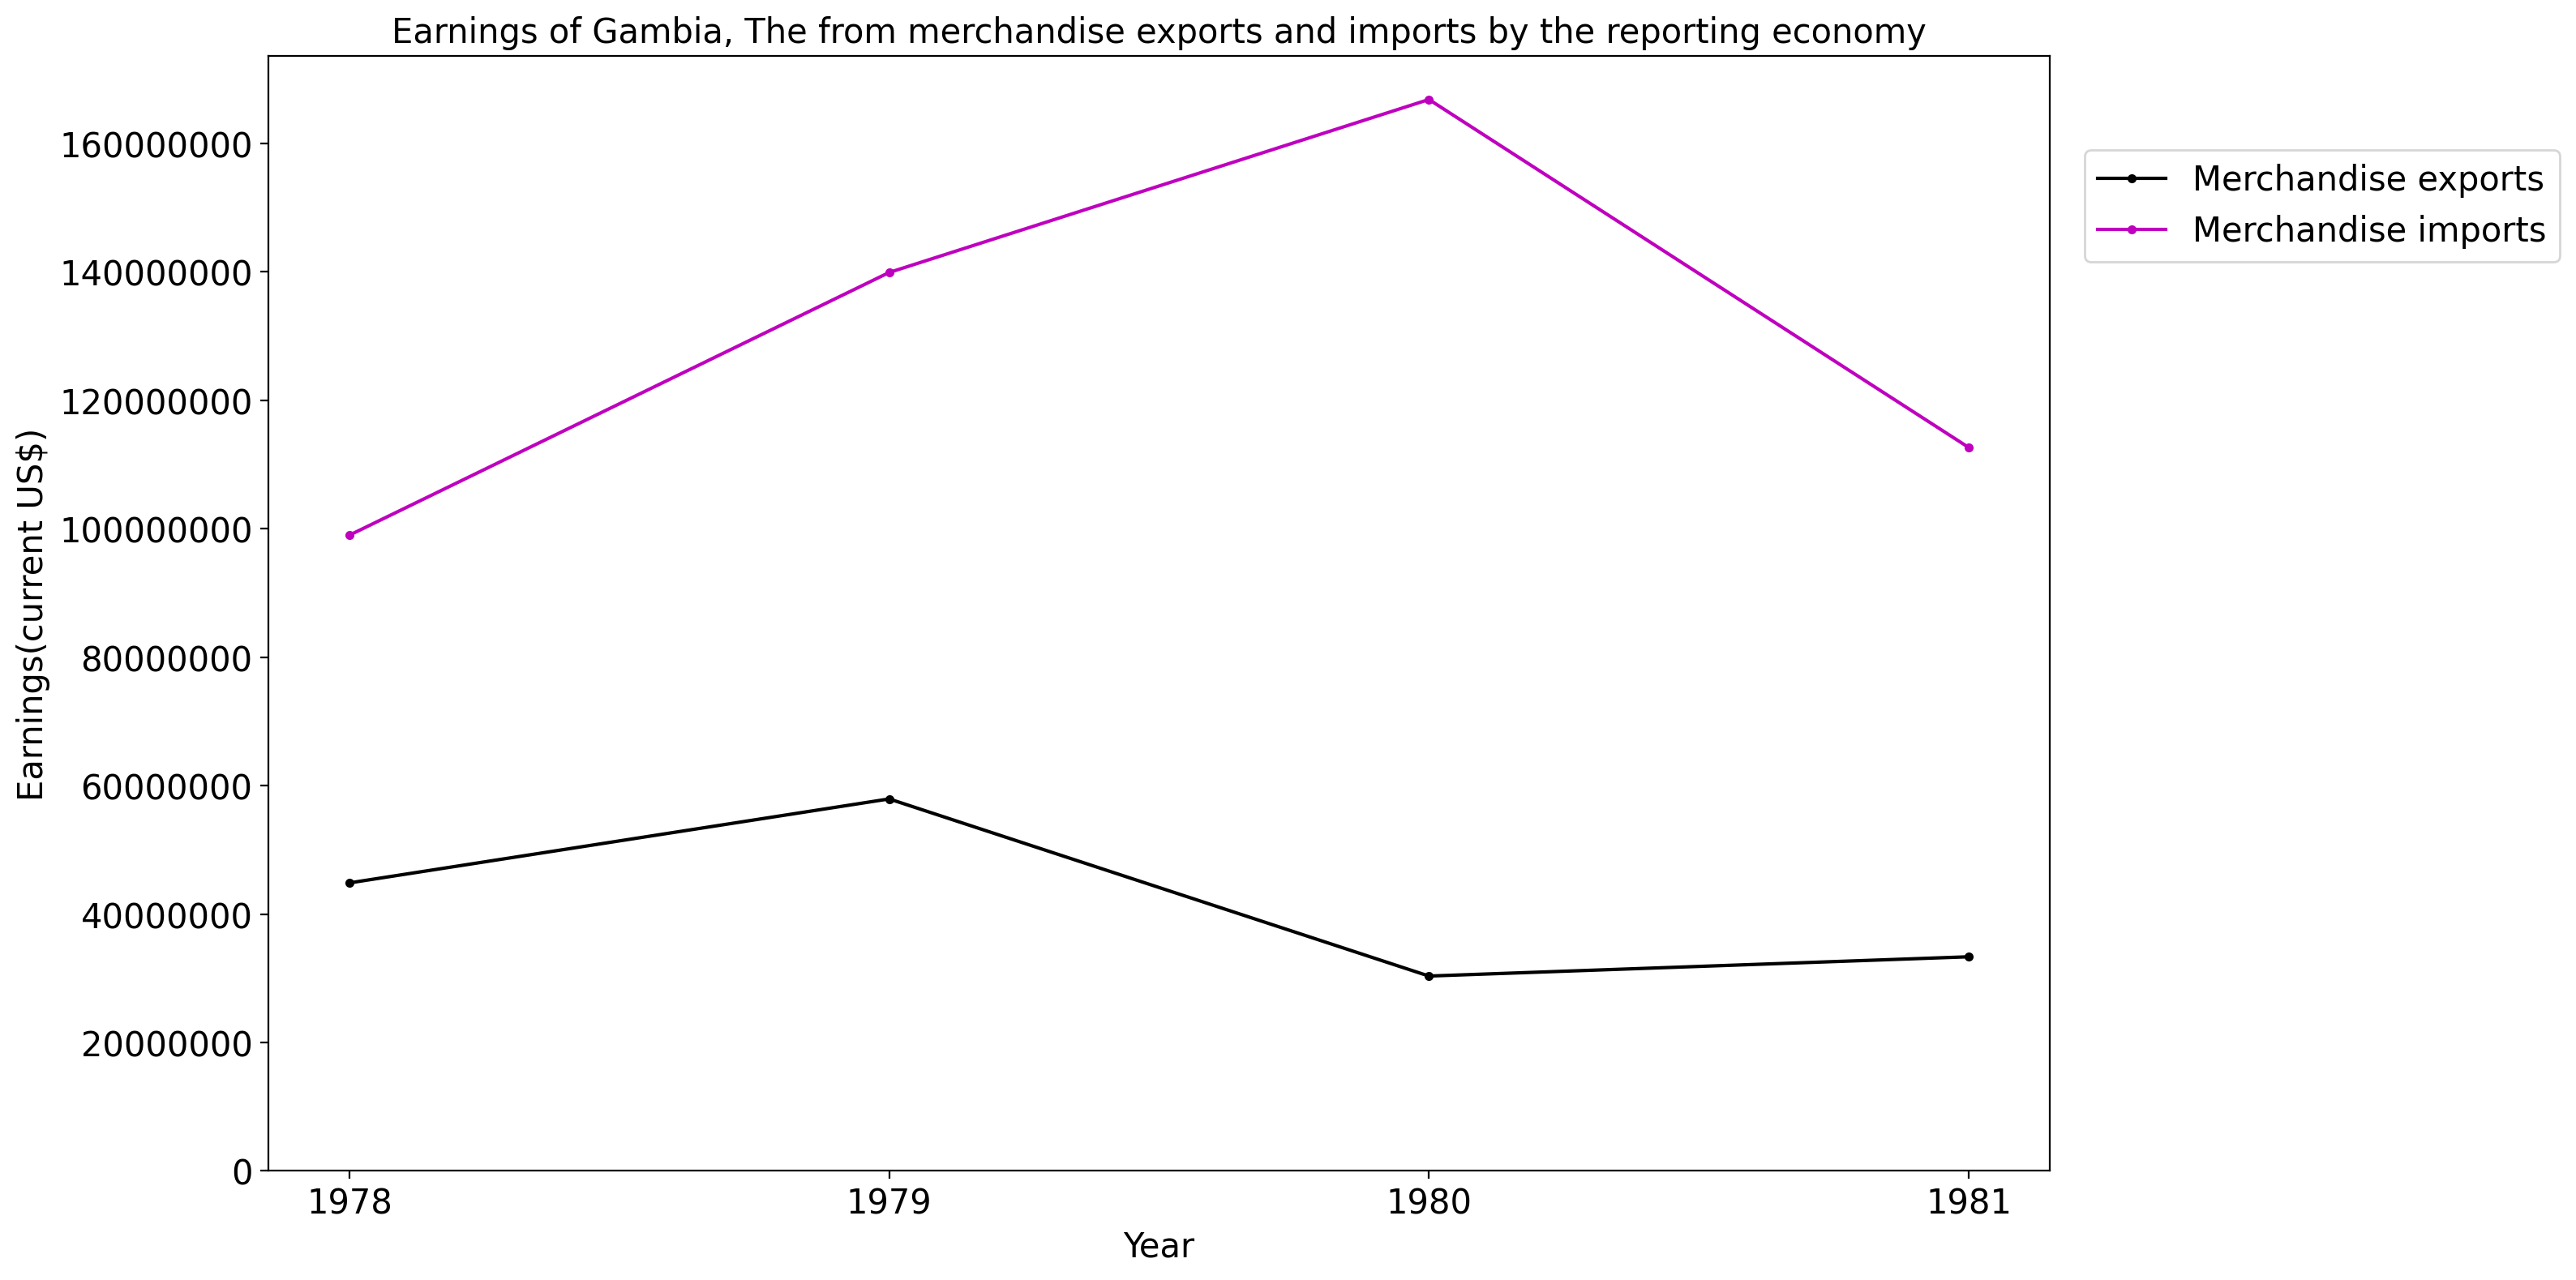 Earnings of Gambia, The from merchandise exports and imports by the reporting economy
Earnings(current US$)
160000000
140000000
120000000
100000000
80000000
60000000
40000000
20000000
0
1978 1979 1980 1981
Year
Merchandise exports
Merchandise imports